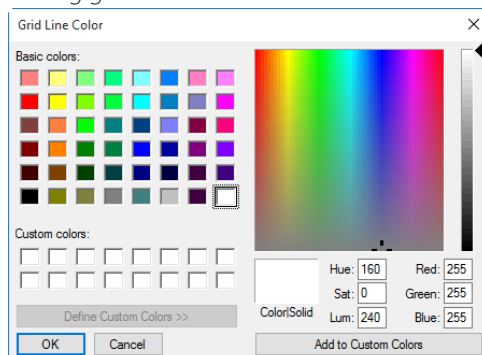 Grid Line Color
Basic colors:
Custom colors:
Define Custom Colors >>
OK Cancel
Color|Solid
Hue: 160 Red: 255
Sat: 0 Green: 255
Lum: 240 Blue: 255
Add to Custom Colors